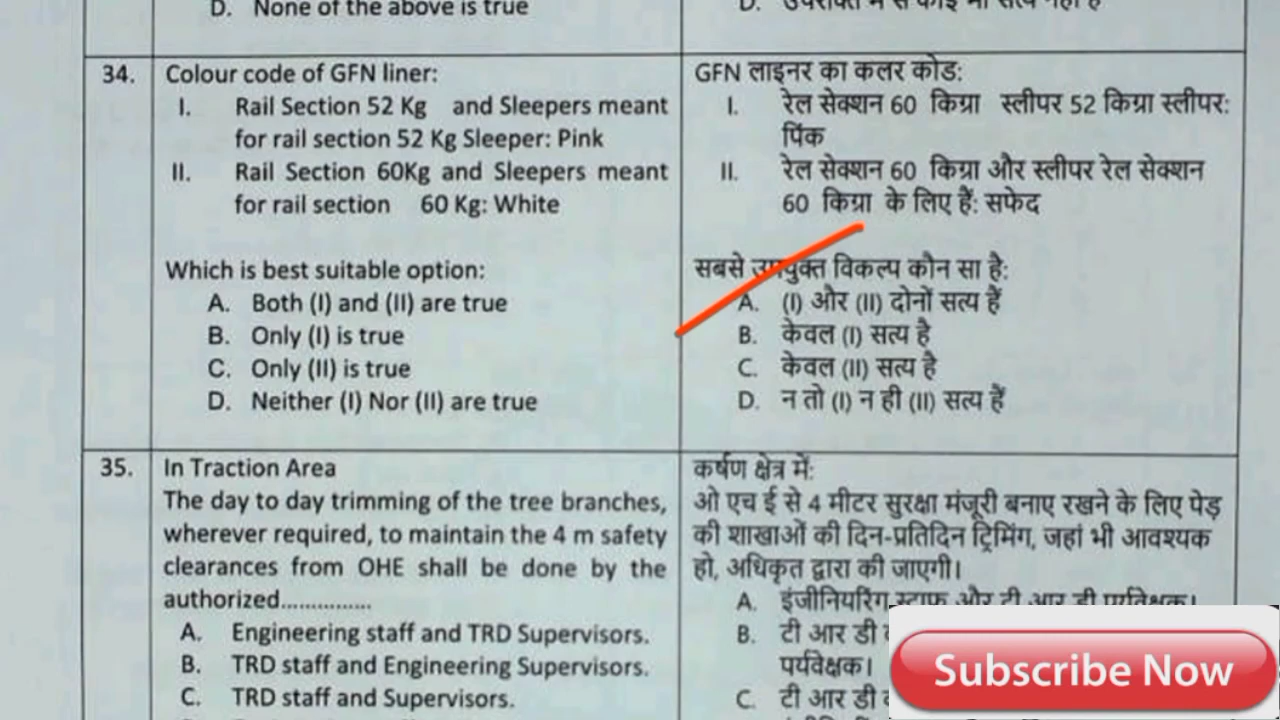 D. None of the above is true
34.
Colour code of GFN liner:
I. Rail Section 52 Kg and Sleepers meant
for rail section 52 Kg Sleeper: Pink
II. Rail Section 60Kg and Sleepers meant
for rail section 60 Kg: White
Which is best suitable option:
A. Both (I) and (II) are true
B. Only (I) is true
C. Only (II) is true
D. Neither (I) Nor (II) are true
D. उपरोक्त में से कोई भी सत्य नहीं है
GFN लाइनर का कलर कोड:
I. रेल सेक्शन 60 किग्रा स्लीपर 52 किग्रा स्लीपर:
पिंक
II. रेल सेक्शन 60 किग्रा और स्लीपर रेल सेक्शन
60 किग्रा के लिए हैं: सफेद
सबसे उपयुक्त विकल्प कौन सा है:
A. (I) और (II) दोनों सत्य हैं
B. केवल (I) सत्य है
C. केवल (II) सत्य है
D. न तो (I) न ही (II) सत्य हैं
35.
In Traction Area
The day to day trimming of the tree branches,
wherever required, to maintain the 4 m safety
clearances from OHE shall be done by the
authorized...............
A. Engineering staff and TRD Supervisors.
B. TRD staff and Engineering Supervisors.
C. TRD staff and Supervisors.
कर्षण क्षेत्र में:
ओ एच ई से 4 मीटर सुरक्षा मंजूरी बनाए रखने के लिए पेड़
की शाखाओं की दिन-प्रतिदिन ट्रिमिंग, जहां भी आवश्यक
हो, अधिकृत द्वारा की जाएगी।
A. इंजीनियरिंग स्टाफ और टी आर डी पर्यवेक्षक।
B. टी आर डी
पर्यवेक्षक।
C. टी आर डी
Subscribe Now